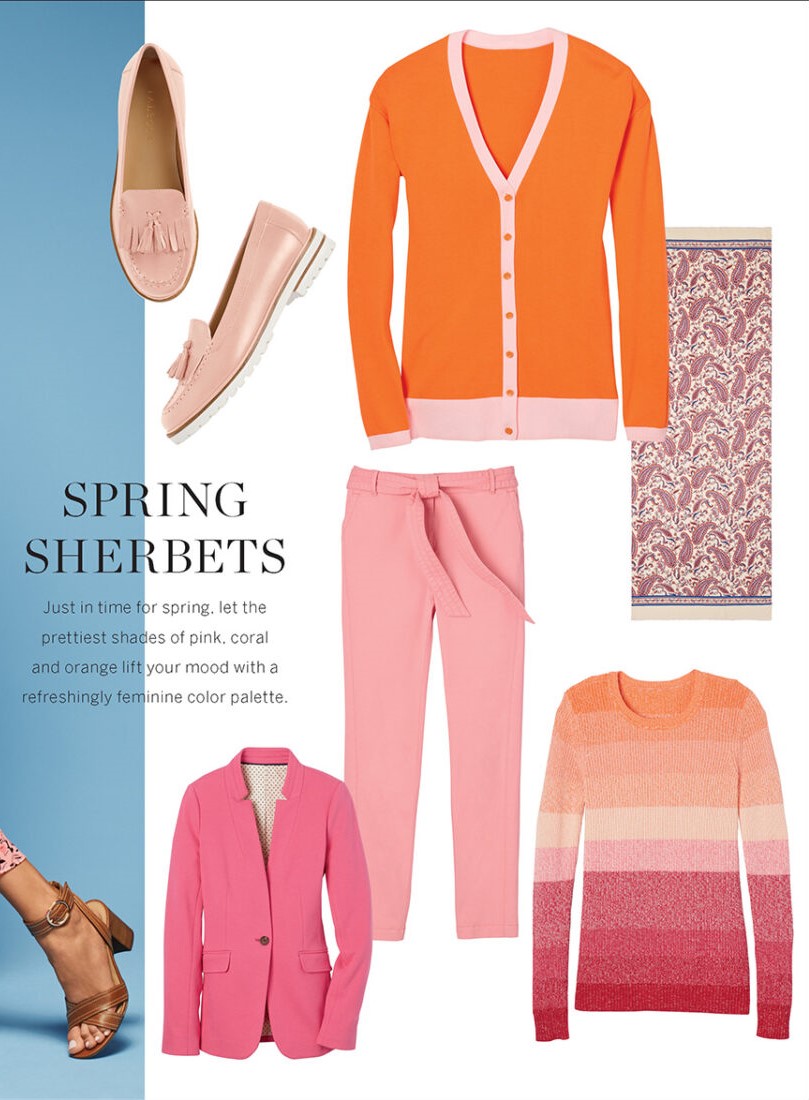 SPRING
SHERBETS
Just in time for spring, let the
prettiest shades of pink, coral
and orange lift your mood with a
refreshingly feminine color palette.